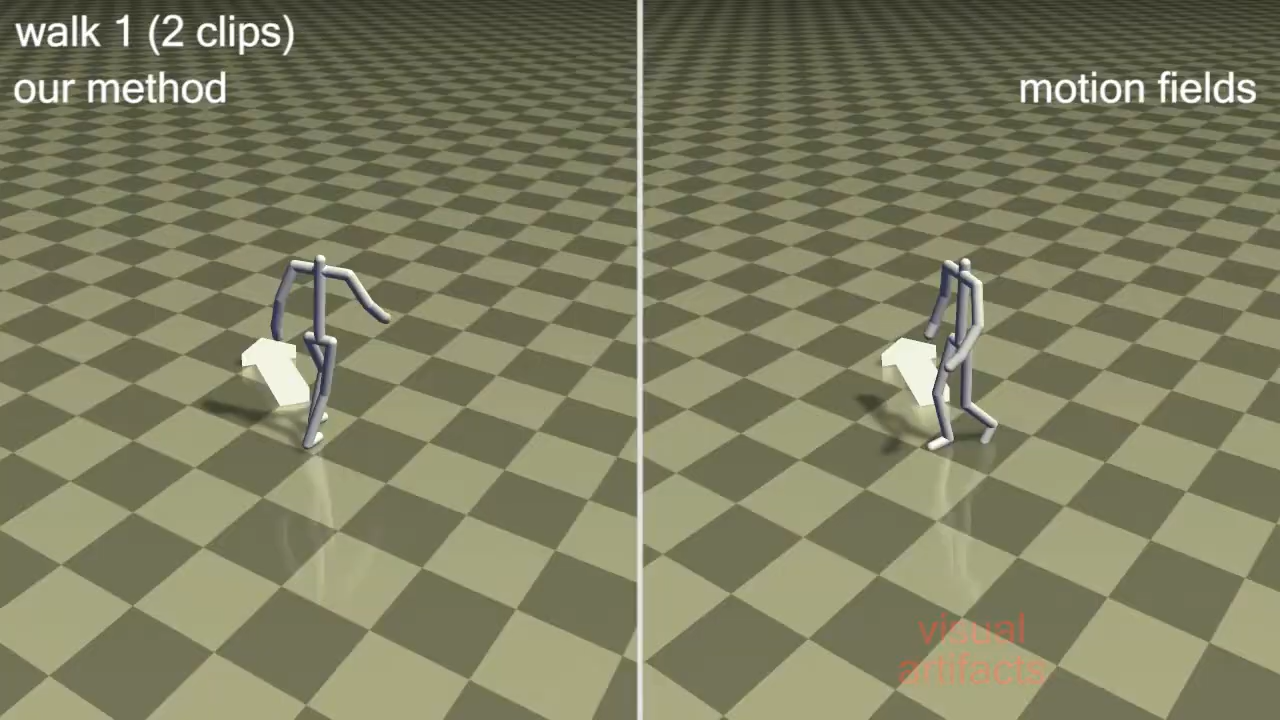 walk 1 (2 clips)
our method
motion fields
visual
artifacts